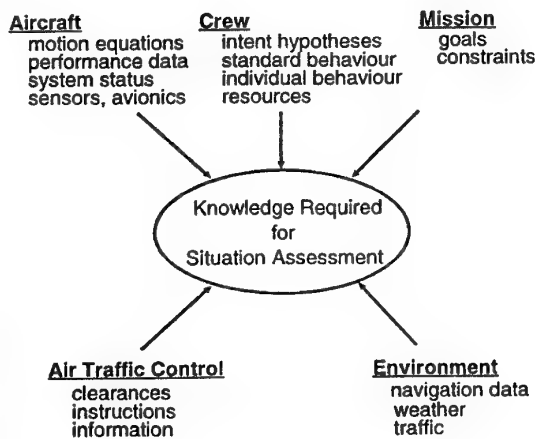 Aircraft
motion equations
performance data
system status
sensors, avionics
Crew
intent hypotheses
standard behaviour
individual behaviour
resources
Mission
goals
constraints
Knowledge Required
for
Situation Assessment
Air Traffic Control
clearances
instructions
information
Environment
navigation data
weather
traffic